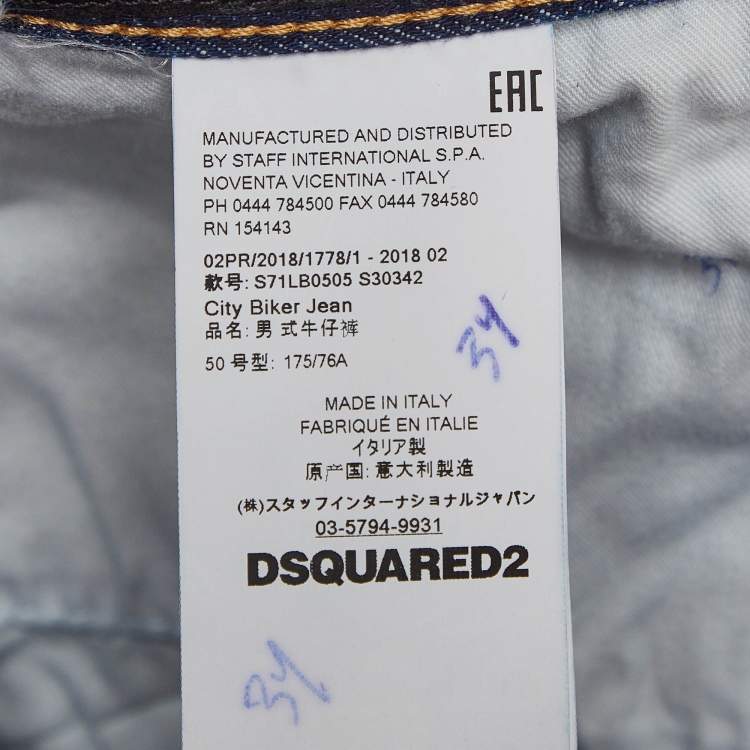 EAC
MANUFACTURED AND DISTRIBUTED
BY STAFF INTERNATIONAL S.P.A.
NOVENTA VICENTINA - ITALY
PH 0444 784500 FAX 0444 784580
RN 154143
02PR/2018/1778/1 - 2018 02
款号: S71LB0505 S30342
City Biker Jean
品名: 男 式牛仔裤
50 号型: 175/76A
34
MADE IN ITALY
FABRIQUÉ EN ITALIE
イタリア製
原产国: 意大利製造
(株)スタッフインターナショナルジャパン
03-5794-9931
DSQUARED2
34